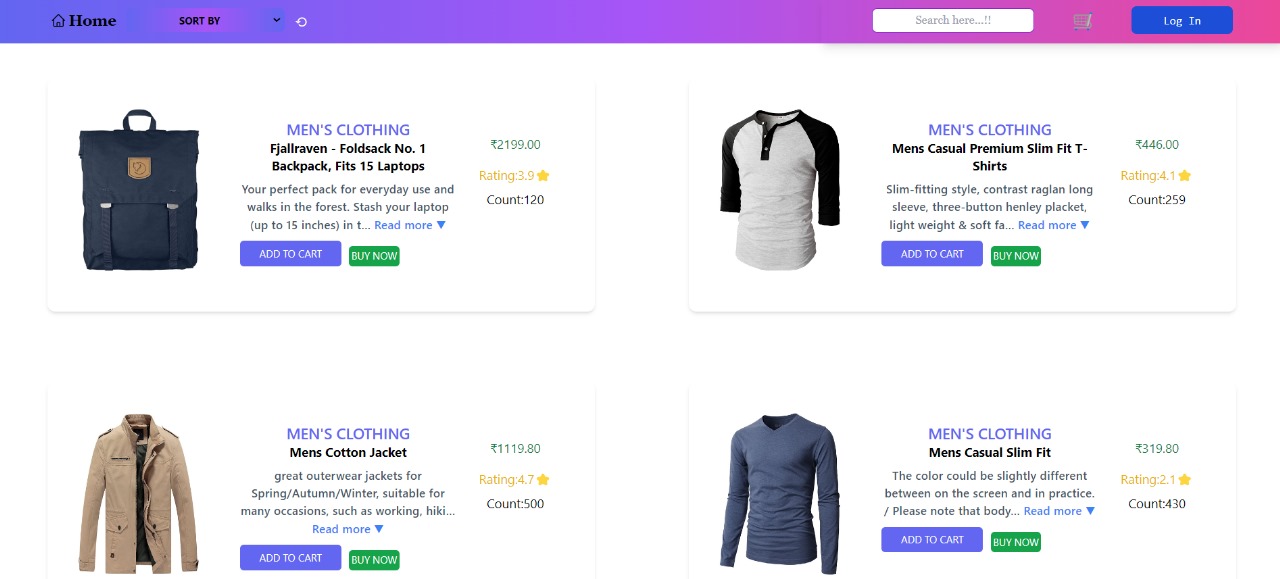 Home
SORT BY
Search here...!!
Log In
MEN'S CLOTHING
Fjallraven - Foldsack No. 1
Backpack, Fits 15 Laptops
Your perfect pack for everyday use and
walks in the forest. Stash your laptop
(up to 15 inches) in t... Read more ▼
ADD TO CART
BUY NOW
₹2199.00
Rating:3.9
Count:120
MEN'S CLOTHING
Mens Casual Premium Slim Fit T-
Shirts
Slim-fitting style, contrast raglan long
sleeve, three-button henley placket,
light weight & soft fa... Read more ▼
ADD TO CART
BUY NOW
₹446.00
Rating:4.1
Count:259
MEN'S CLOTHING
Mens Cotton Jacket
great outerwear jackets for
Spring/Autumn/Winter, suitable for
many occasions, such as working, hiki...
Read more ▼
ADD TO CART
BUY NOW
₹1119.80
Rating:4.7
Count:500
MEN'S CLOTHING
Mens Casual Slim Fit
The color could be slightly different
between on the screen and in practice.
/ Please note that body... Read more ▼
ADD TO CART
BUY NOW
₹319.80
Rating:2.1
Count:430